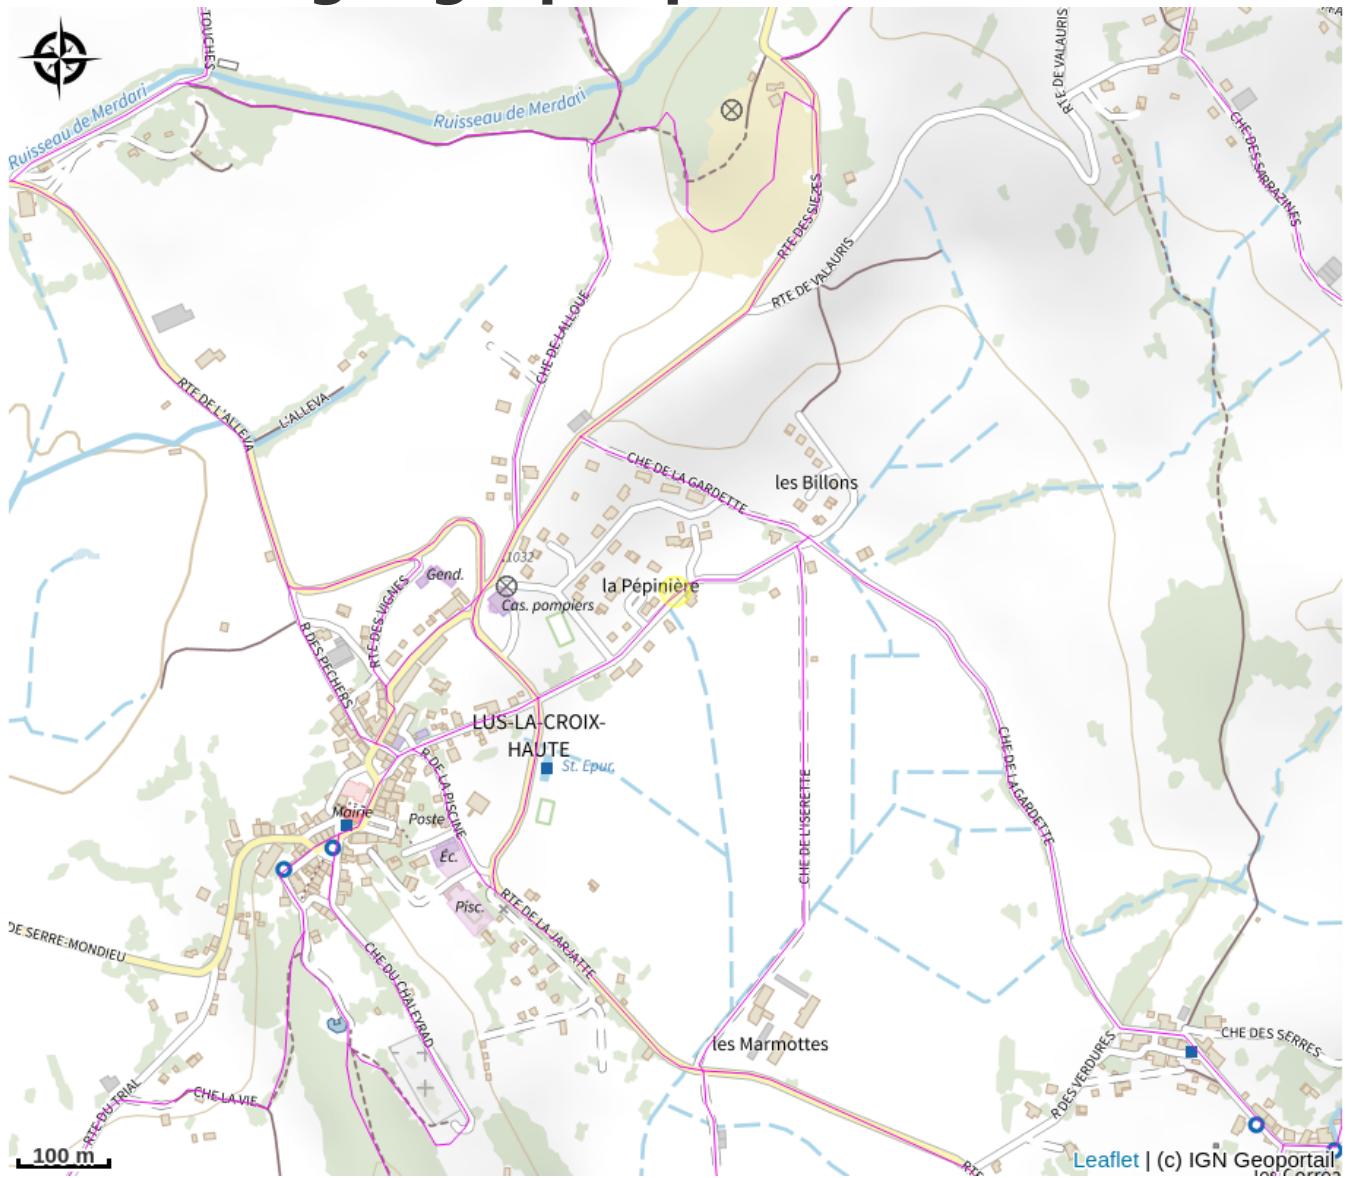 TOUCHES
RTE DE VALAURIS
Ruisseau de Merdari
Ruisseau de Merdari
CHE DES SARRAZINES
RTE DES SIEZES
RTE DE VALAURIS
CHE DE LALLOUE
RTE DE L'ALLEVA
L'ALLEVA
CHE DE LA GARDETTE
les Billons
1032
Gend.
la Pépinière
Cas. pompiers
RTE DES VIGNES
R DES PECHERS
LUS-LA-CROIX-
HAUTE
St. Epur.
R DE LA PISCINE
CHE DE L'ISERETTE
CHE DE LA GARDETTE
Mairie
Poste
Éc.
Pisc.
RTE DE LA JARJATTE
DE SERRE-MONDIEU
CHE DU CHALEYRAD
les Marmottes
CHE DES SERRES
R DES VERDURES
CHE LA VIE
RTE DU TRIAL
100 m
RTE
Leaflet | (c) IGN Geoportail